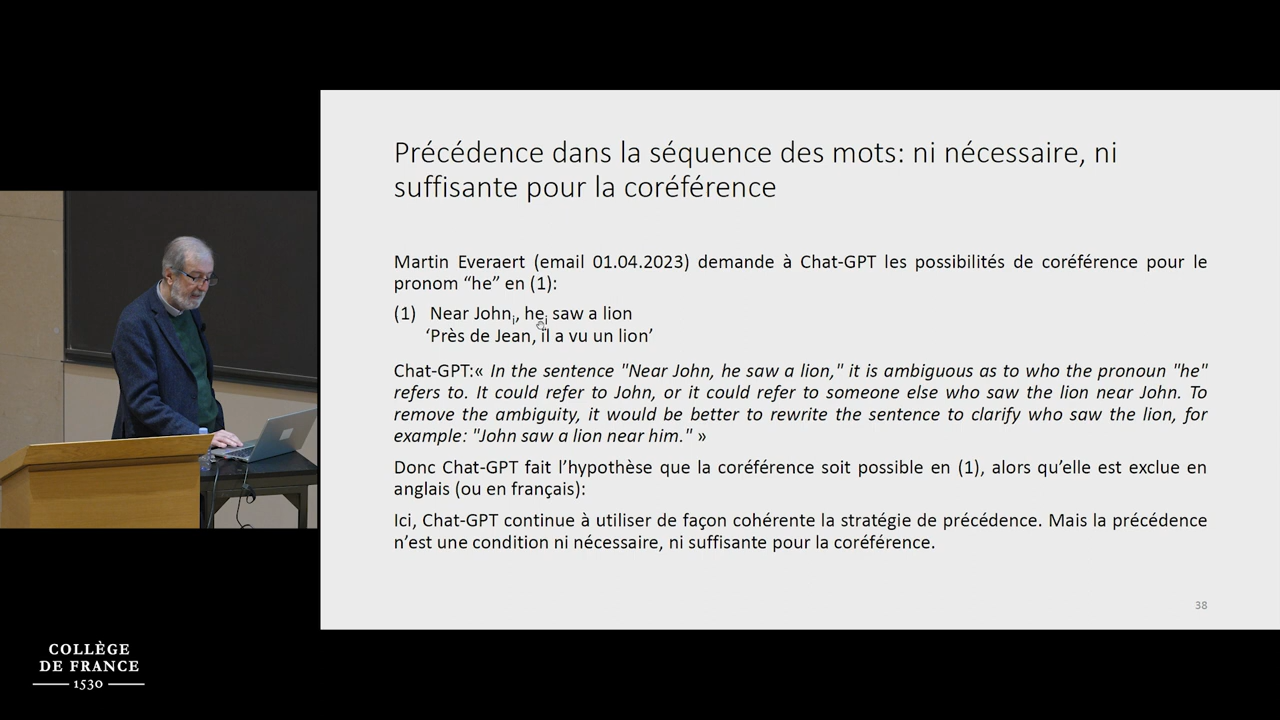 Précédence dans la séquence des mots: ni nécessaire, ni
suffisante pour la coréférence
Martin Everaert (email 01.04.2023) demande à Chat-GPT les possibilités de coréférence pour le
pronom “he” en (1):
(1) Near Johni, hei saw a lion
‘Près de Jean, il a vu un lion’
Chat-GPT:« In the sentence "Near John, he saw a lion," it is ambiguous as to who the pronoun "he"
refers to. It could refer to John, or it could refer to someone else who saw the lion near John. To
remove the ambiguity, it would be better to rewrite the sentence to clarify who saw the lion, for
example: "John saw a lion near him." »
Donc Chat-GPT fait l’hypothèse que la coréférence soit possible en (1), alors qu’elle est exclue en
anglais (ou en français):
Ici, Chat-GPT continue à utiliser de façon cohérente la stratégie de précédence. Mais la précédence
n’est une condition ni nécessaire, ni suffisante pour la coréférence.
38
COLLÈGE
DE FRANCE
1530